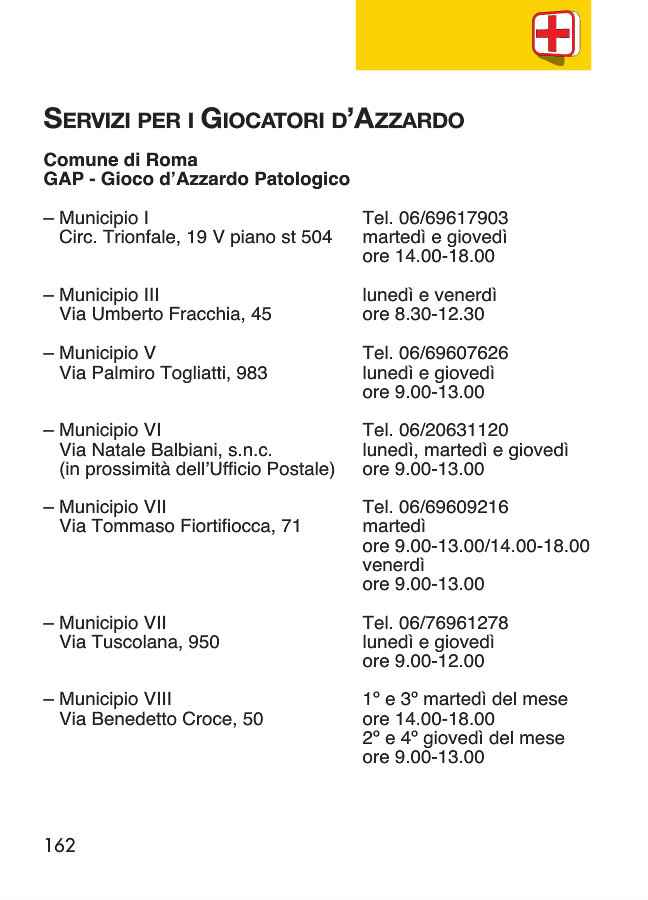 SERVIZI PER I GIOCATORI D’AZZARDO
Comune di Roma
GAP - Gioco d’Azzardo Patologico
– Municipio I
Circ. Trionfale, 19 V piano st 504
Tel. 06/69617903
martedì e giovedì
ore 14.00-18.00
– Municipio III
Via Umberto Fracchia, 45
lunedì e venerdì
ore 8.30-12.30
– Municipio V
Via Palmiro Togliatti, 983
Tel. 06/69607626
lunedì e giovedì
ore 9.00-13.00
– Municipio VI
Via Natale Balbiani, s.n.c.
(in prossimità dell’Ufficio Postale)
Tel. 06/20631120
lunedì, martedì e giovedì
ore 9.00-13.00
– Municipio VII
Via Tommaso Fiortifiocca, 71
Tel. 06/69609216
martedì
ore 9.00-13.00/14.00-18.00
venerdì
ore 9.00-13.00
– Municipio VII
Via Tuscolana, 950
Tel. 06/76961278
lunedì e giovedì
ore 9.00-12.00
– Municipio VIII
Via Benedetto Croce, 50
1º e 3º martedì del mese
ore 14.00-18.00
2º e 4º giovedì del mese
ore 9.00-13.00
162